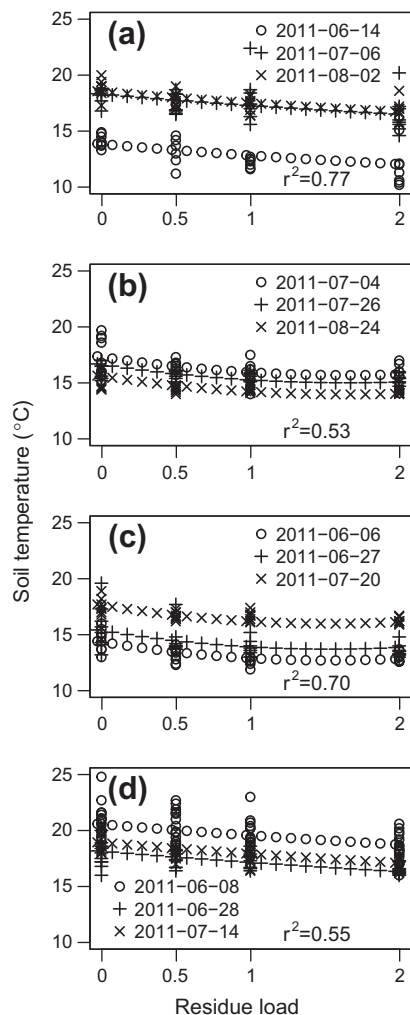 (a)
2011-06-14
2011-07-06
2011-08-02
25
20
15
10
r²=0.77
0 0.5 1 2
(b)
2011-07-04
2011-07-26
2011-08-24
25
20
15
10
r²=0.53
0 0.5 1 2
Soil temperature (°C)
(c)
2011-06-06
2011-06-27
2011-07-20
25
20
15
10
r²=0.70
0 0.5 1 2
(d)
25
20
15
10
2011-06-08
2011-06-28
2011-07-14
r²=0.55
0 0.5 1 2
Residue load